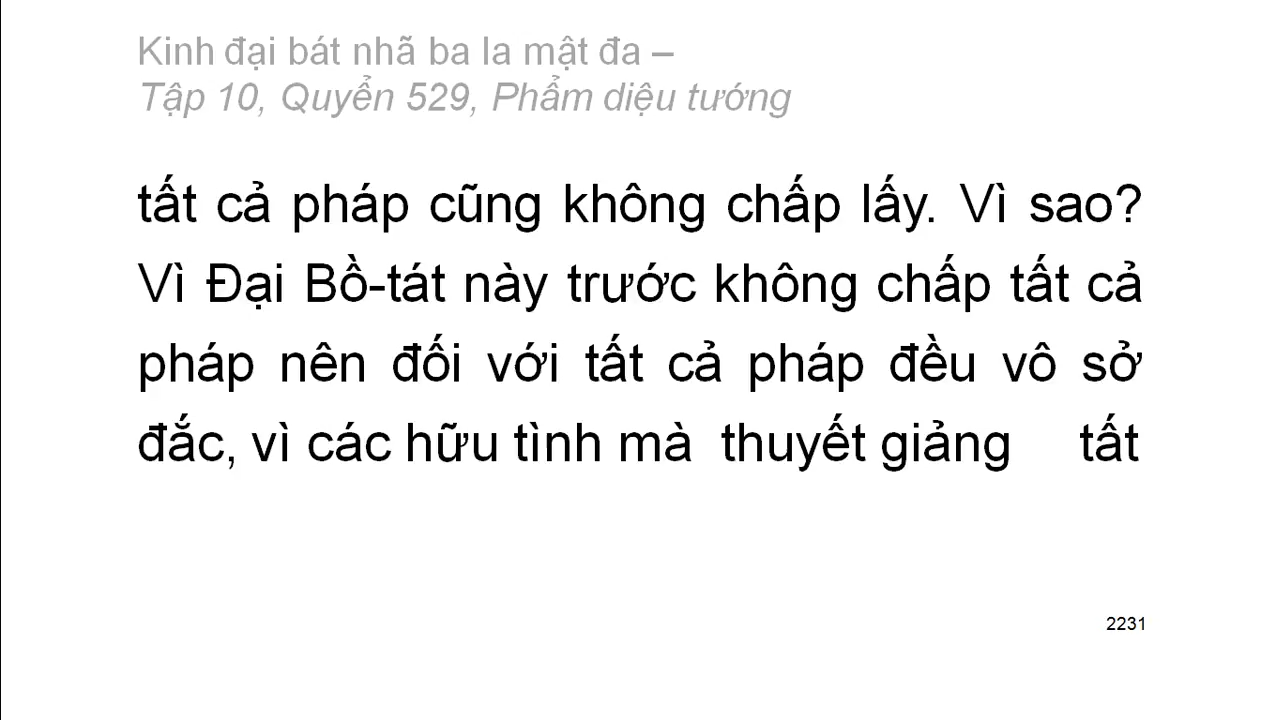 Kinh đại bát nhã ba la mật đa –
Tập 10, Quyển 529, Phẩm diệu tướng
tất cả pháp cũng không chấp lấy. Vì sao?
Vì Đại Bồ-tát này trước không chấp tất cả
pháp nên đối với tất cả pháp đều vô sở
đắc, vì các hữu tình mà thuyết giảng tất
2231